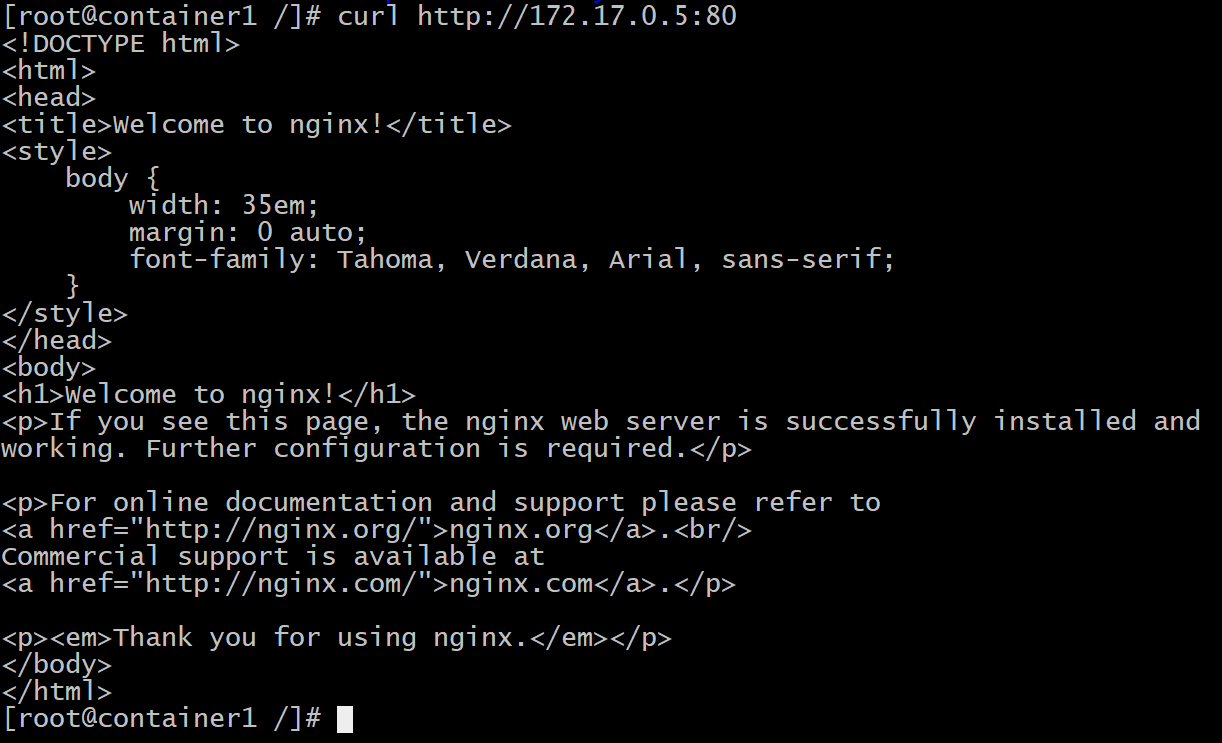 [root@container1 /]# curl http://172.17.0.5:80
<!DOCTYPE html>
<html>
<head>
<title>Welcome to nginx!</title>
<style>
    body {
        width: 35em;
        margin: 0 auto;
        font-family: Tahoma, Verdana, Arial, sans-serif;
    }
</style>
</head>
<body>
<h1>Welcome to nginx!</h1>
<p>If you see this page, the nginx web server is successfully installed and
working. Further configuration is required.</p>

<p>For online documentation and support please refer to
<a href="http://nginx.org/">nginx.org</a>.<br/>
Commercial support is available at
<a href="http://nginx.com/">nginx.com</a>.</p>

<p><em>Thank you for using nginx.</em></p>
</body>
</html>
[root@container1 /]#